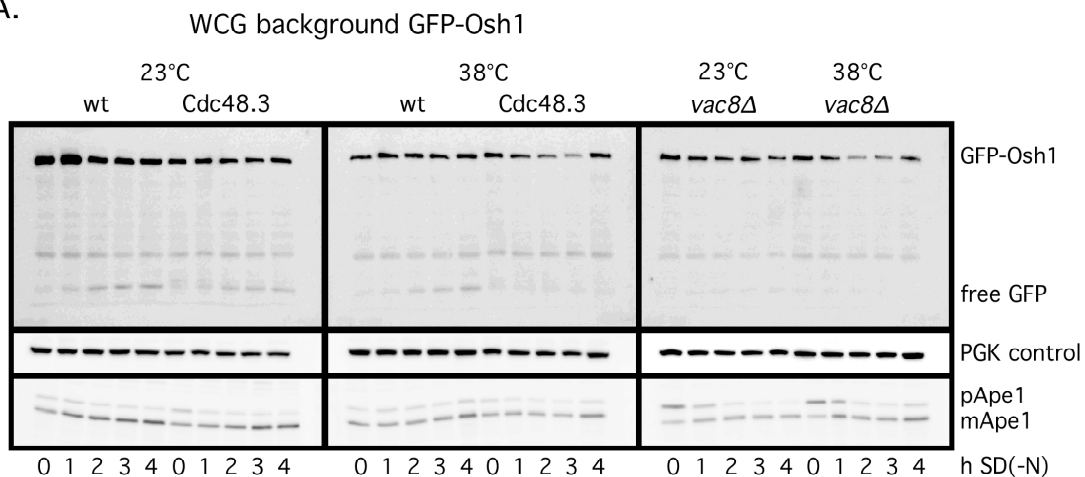 A.
WCG background GFP-Osh1
23°C 38°C 23°C 38°C
wt Cdc48.3 wt Cdc48.3 vac8Δ vac8Δ
GFP-Osh1
free GFP
PGK control
pApe1
mApe1
0 1 2 3 4 0 1 2 3 4 0 1 2 3 4 0 1 2 3 4 0 1 2 3 4 0 1 2 3 4 h SD(-N)